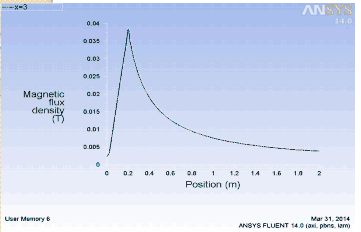 x=3
ANSYS
14.0
0.04
0.035
0.03
0.025
0.02
0.015
0.01
0.005
0
Magnetic
flux
density
(T)
0 0.2 0.4 0.6 0.8 1 1.2 1.4 1.6 1.8 2
Position (m)
User Memory 6
Mar 31, 2014
ANSYS FLUENT 14.0 (axi, pbns, lam)